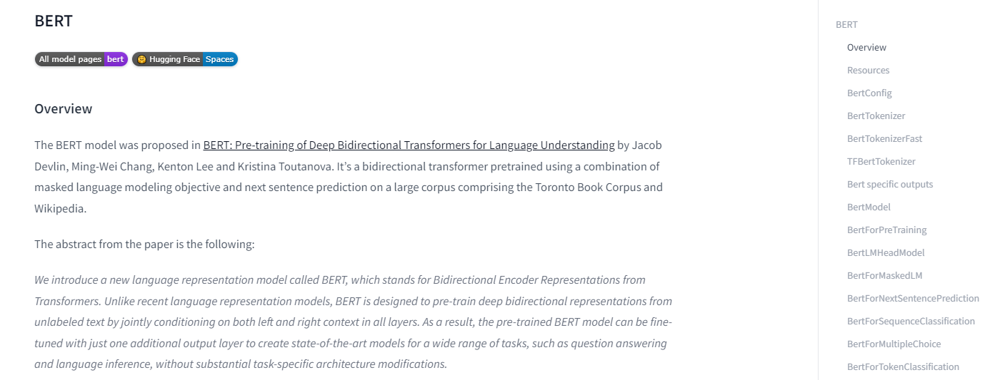 BERT
All model pages bert
Hugging Face Spaces
Overview
The BERT model was proposed in BERT: Pre-training of Deep Bidirectional Transformers for Language Understanding by Jacob
Devlin, Ming-Wei Chang, Kenton Lee and Kristina Toutanova. It’s a bidirectional transformer pretrained using a combination of
masked language modeling objective and next sentence prediction on a large corpus comprising the Toronto Book Corpus and
Wikipedia.
The abstract from the paper is the following:
We introduce a new language representation model called BERT, which stands for Bidirectional Encoder Representations from
Transformers. Unlike recent language representation models, BERT is designed to pre-train deep bidirectional representations from
unlabeled text by jointly conditioning on both left and right context in all layers. As a result, the pre-trained BERT model can be fine-
tuned with just one additional output layer to create state-of-the-art models for a wide range of tasks, such as question answering
and language inference, without substantial task-specific architecture modifications.
BERT
Overview
Resources
BertConfig
BertTokenizer
BertTokenizerFast
TFBertTokenizer
Bert specific outputs
BertModel
BertForPreTraining
BertLMHeadModel
BertForMaskedLM
BertForNextSentencePrediction
BertForSequenceClassification
BertForMultipleChoice
BertForTokenClassification